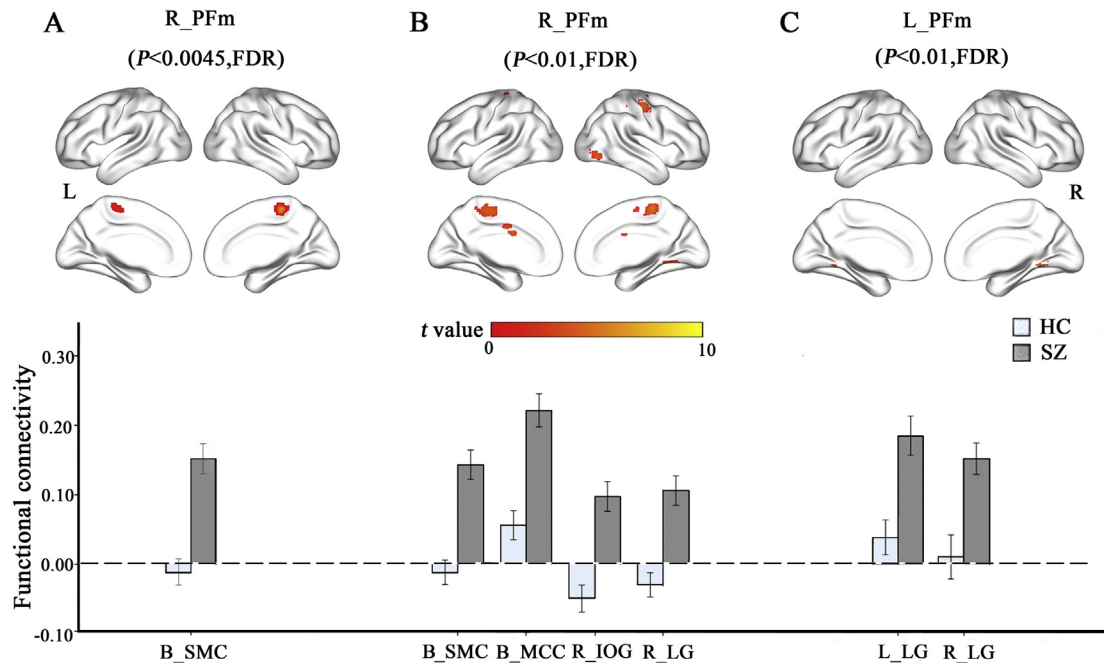 A
R_PFm
(P<0.0045,FDR)
B
R_PFm
(P<0.01,FDR)
C
L_PFm
(P<0.01,FDR)
L
R
t value
0
10
HC
SZ
Functional connectivity
0.30
0.20
0.10
0.00
-0.10
B_SMC
B_SMC
B_MCC
R_IOG
R_LG
L_LG
R_LG